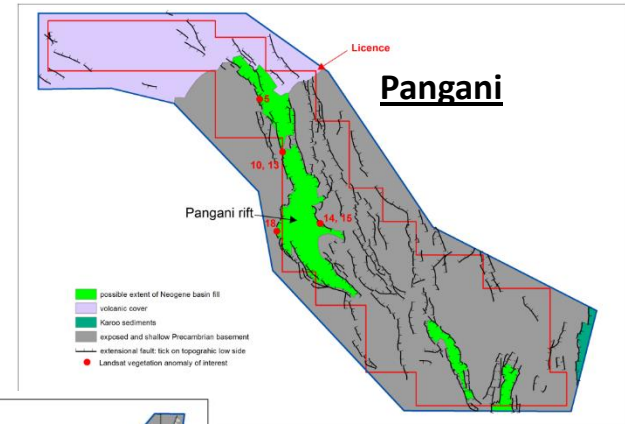 Licence
Pangani
5
10, 13
Pangani rift
14, 15
18
possible extent of Neogene basin fill
volcanic cover
Karoo sediments
exposed and shallow Precambrian basement
extensional fault: tick on topograhic low side
Landsat vegetation anomaly of interest